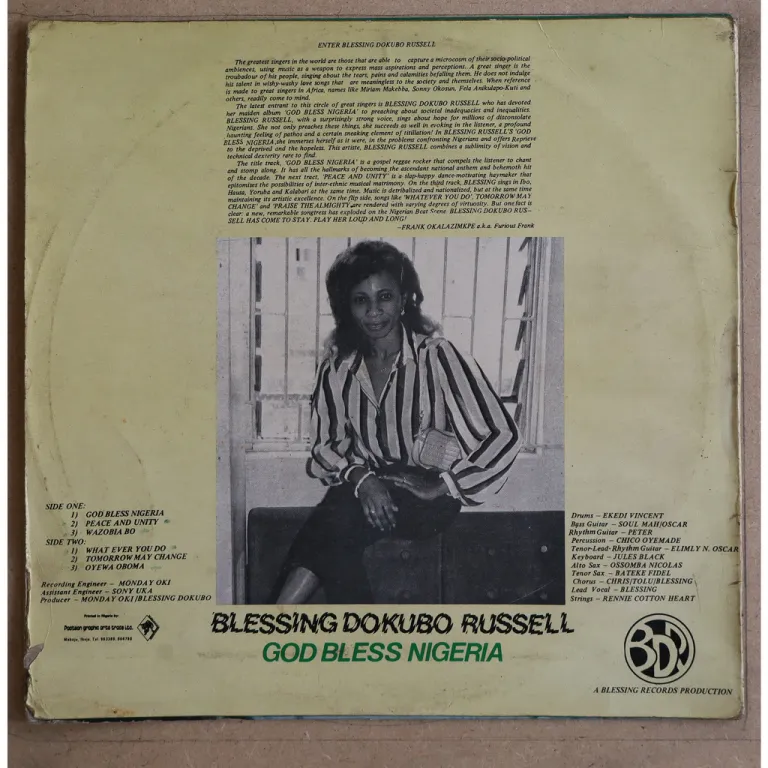 ENTER BLESSING DOKUBO RUSSELL
The greatest singers in the world are those that are able to capture a microcosm of their socio-political
ambiences, using music as a weapon to express mass aspirations and perceptions. A great singer is the
troubadour of his people, singing about the tears, pains and calamities befalling them. He does not indulge
his talent in wishy-washy love songs that are meaningless to the society and themselves. When reference
is made to great singers in Africa, names like Miriam Makebba, Sonny Okosun, Fela Anikulapo-Kuti and
others, readily come to mind.
The latest entrant to this circle of great singers is BLESSING DOKUBO RUSSELL who has devoted
her maiden album 'GOD BLESS NIGERIA' to preaching about societal inadequacies and inequalities.
BLESSING RUSSELL, with a surprisingly strong voice, sings about hope for millions of discontsolate
Nigerians. She not only preaches these things, she succeeds as well in evoking in the listener, a profound
haunting feeling of pathos and a certain sneaking element of titillation! In BLESSING RUSSELL'S 'GOD
BLESS NIGERIA, she immerses herself as it were, in the problems confronting Nigerians and offers Reprieve
to the deprived and the hopeless. This artiste, BLESSING RUSSELL combines a sublimity of vision and
technical dexterity rare to find.
The title track, 'GOD BLESS NIGERIA' is a gospel reggae rocker that compels the listener to chant
and stomp along. It has all the hallmarks of becoming the ascendant national anthem and behemoth hit
of the decade. The next tract, 'PEACE AND UNITY' is a slap-happy dance-motivating haymaker that
epitomises the possibilities of inter-ethnic musical matrimony. On the third track, BLESSING sings in Ibo,
Hausa, Yoruba and Kalabari at the same time. Music is detribalized and nationalized, but at the same time
maintaining its artistic excellence. On the flip side, songs like 'WHATEVER YOU DO', TOMORROW MAY
CHANGE' and 'PRAISE THE ALMIGHTY are rendered with varying degrees of virtuosity. But one fact is
clear: a new, remarkable songtress has exploded on the Nigerian Beat Scene. BLESSING DOKUBO RUS-
SELL HAS COME TO STAY. PLAY HER LOUD AND LONG!
–FRANK OKALAZIMKPE a.k.a. Furious Frank
SIDE ONE:
1) GOD BLESS NIGERIA
2) PEACE AND UNITY
3) WAZOBIA BO
SIDE TWO:
1) WHAT EVER YOU DO
2) TOMORROW MAY CHANGE
3) OYEWA OBOMA
Recording Engineer – MONDAY OKI
Assistant Engineer – SONY UKA
Producer – MONDAY OKI/BLESSING DOKUBO
Printed in Nigeria by:
Drums – EKEDI VINCENT
Bass Guitar – SOUL MAH/OSCAR
Rhythm Guitar – PETER
Percussion – CHICO OYEMADE
Tenor-Lead-Rhythm Guitar – ELIMLY N. OSCAR
Keyboard – JULES BLACK
Alto Sax – OSSOMBA NICOLAS
Tenor Sax – BATEKE FIDEL
Chorus – CHRIS/TOLU/BLESSING
Lead Vocal – BLESSING
Strings – RENNIE COTTON HEART
BLESSING DOKUBO RUSSELL
GOD BLESS NIGERIA
BDR
A BLESSING RECORDS PRODUCTION